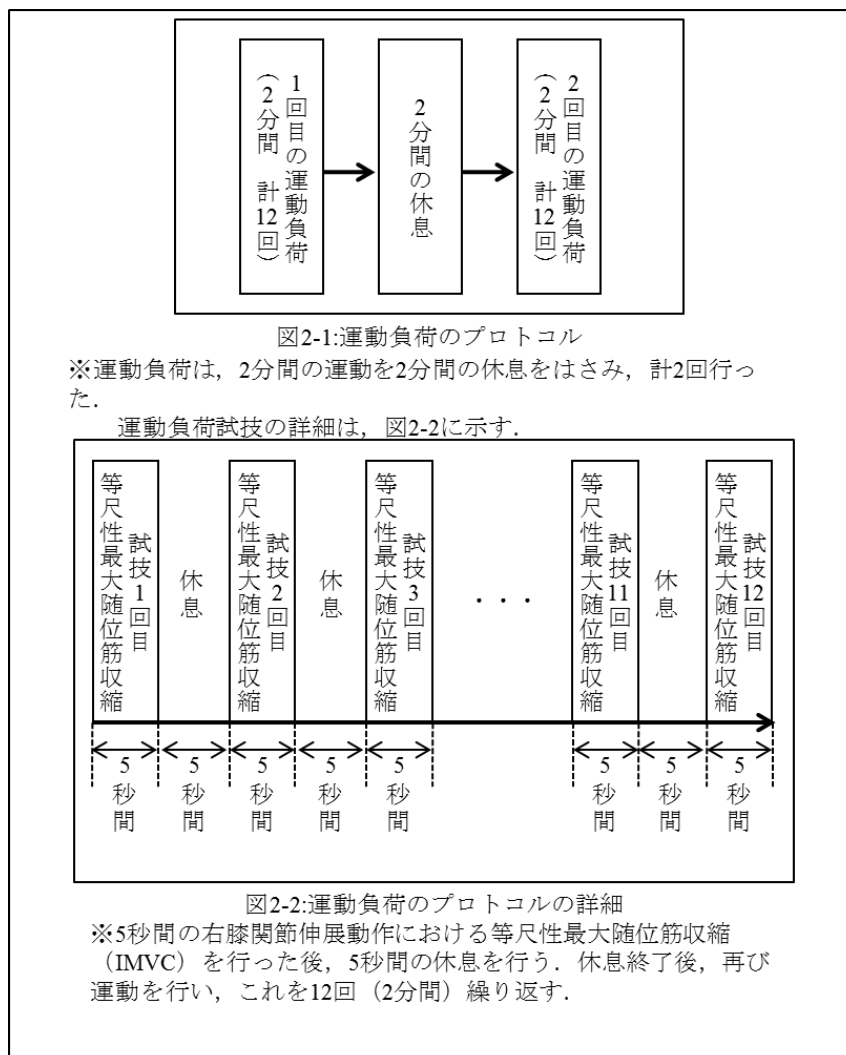 1回目の運動負荷
(2分間　計12回)
2分間の休息
2回目の運動負荷
(2分間　計12回)
図2-1:運動負荷のプロトコル
※運動負荷は，2分間の運動を2分間の休息をはさみ，計2回行っ
た．
運動負荷試技の詳細は，図2-2に示す．
試技1回目
等尺性最大随位筋収縮
休息
試技2回目
等尺性最大随位筋収縮
休息
試技3回目
等尺性最大随位筋収縮
・・・
試技11回目
等尺性最大随位筋収縮
休息
試技12回目
等尺性最大随位筋収縮
5秒間
5秒間
5秒間
5秒間
5秒間
5秒間
5秒間
5秒間
図2-2:運動負荷のプロトコルの詳細
※5秒間の右膝関節伸展動作における等尺性最大随位筋収縮
（IMVC）を行った後，5秒間の休息を行う．休息終了後，再び
運動を行い，これを12回（2分間）繰り返す．